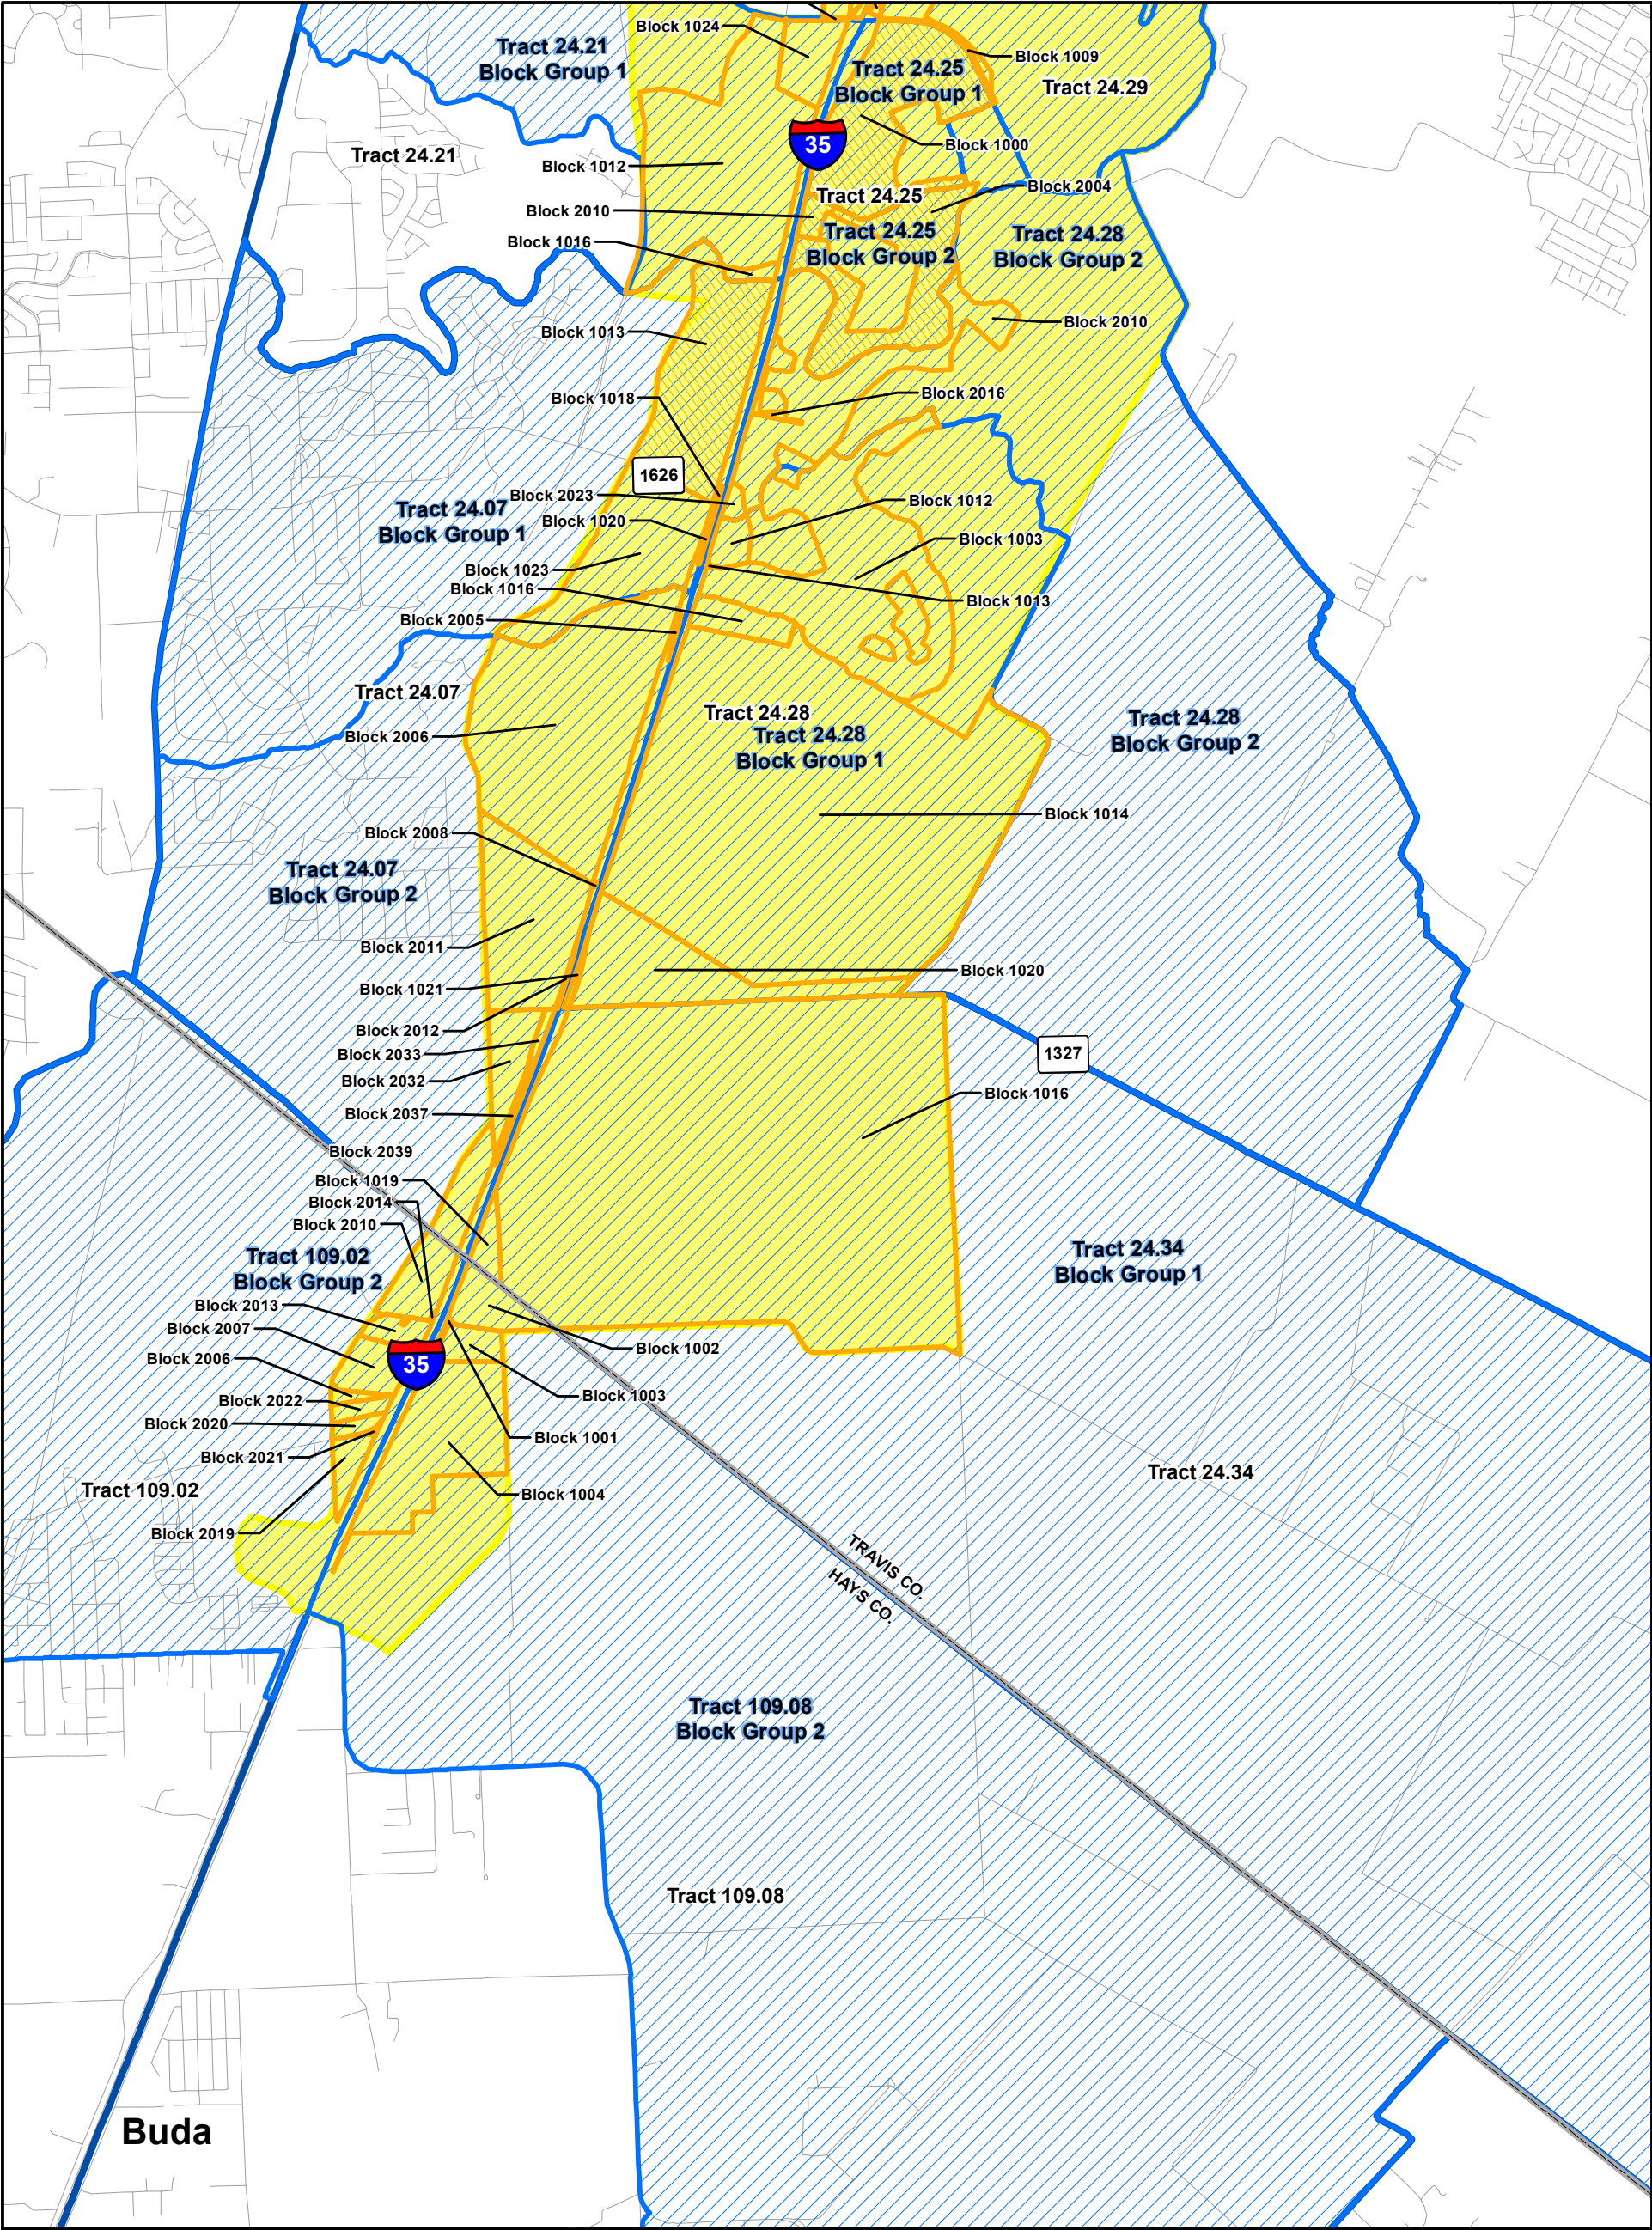 Block 1024
Tract 24.21
Block Group 1
Block 1009
Tract 24.25
Block Group 1
Tract 24.29
35
Block 1000
Tract 24.21
Block 1012
Block 2004
Tract 24.25
Block 2010
Tract 24.25
Block Group 2
Tract 24.28
Block Group 2
Block 1016
Block 2010
Block 1013
Block 2016
Block 1018
1626
Block 2023
Block 1012
Tract 24.07
Block Group 1
Block 1020
Block 1003
Block 1023
Block 1016
Block 1013
Block 2005
Tract 24.07
Tract 24.28
Tract 24.28
Block Group 1
Tract 24.28
Block Group 2
Block 2006
Block 1014
Block 2008
Tract 24.07
Block Group 2
Block 2011
Block 1020
Block 1021
Block 2012
Block 2033
1327
Block 2032
Block 1016
Block 2037
Block 2039
Block 1019
Block 2014
Block 2010
Tract 109.02
Block Group 2
Tract 24.34
Block Group 1
Block 2013
Block 2007
Block 1002
35
Block 2006
Block 1003
Block 2022
Block 2020
Block 1001
Block 2021
Tract 24.34
Tract 109.02
Block 1004
Block 2019
TRAVIS CO.
HAYS CO.
Tract 109.08
Block Group 2
Tract 109.08
Buda